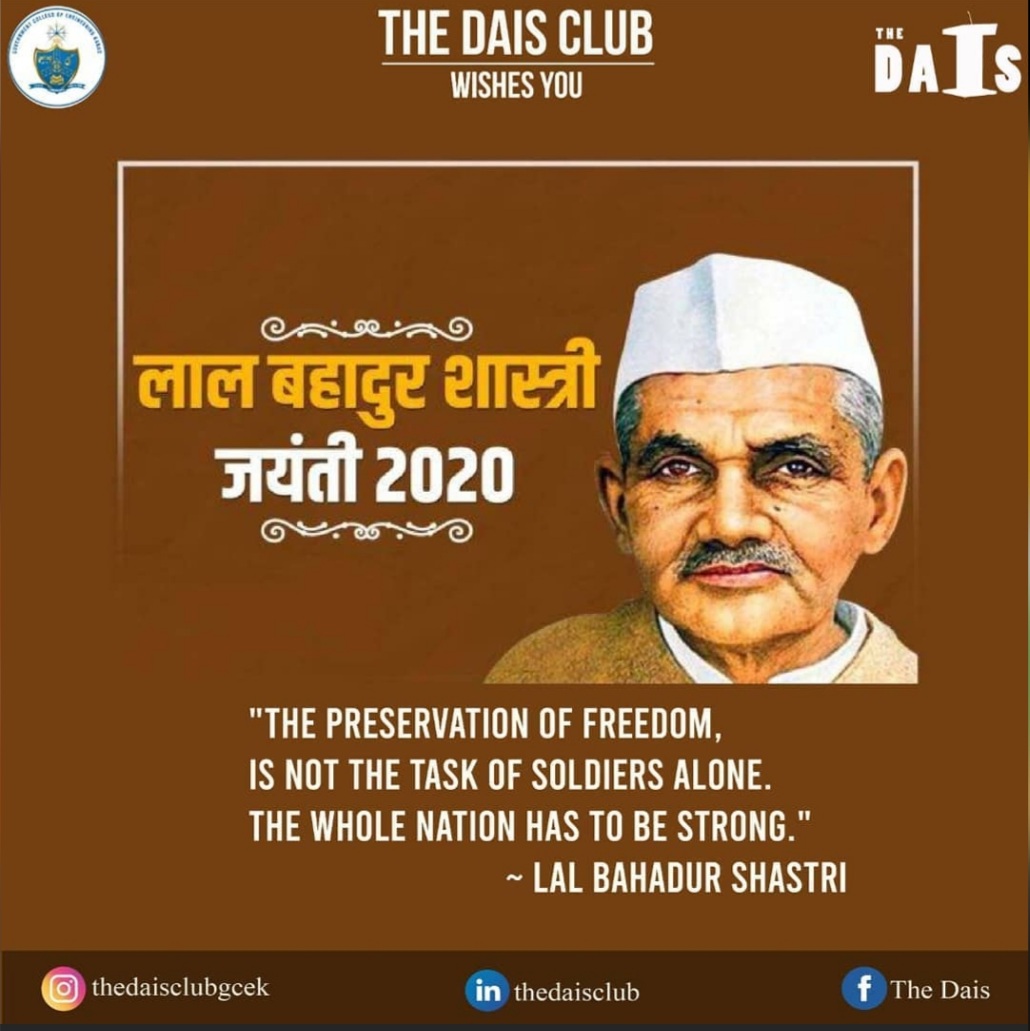 THE DAIS CLUB
WISHES YOU
THE
DAIS
लाल बहादुर शास्त्री
जयंती 2020
"THE PRESERVATION OF FREEDOM,
IS NOT THE TASK OF SOLDIERS ALONE.
THE WHOLE NATION HAS TO BE STRONG."
~ LAL BAHADUR SHASTRI
thedaisclubgcek
in thedaisclub
f The Dais